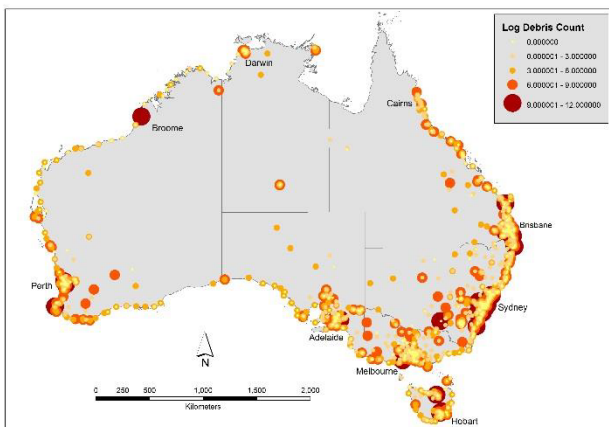 Log Debris Count
0.000000
0.000001 - 3.000000
3.000001 - 6.000000
6.000001 - 9.000000
9.000001 - 12.000000
Darwin
Broome
Cairns
Brisbane
Perth
Sydney
Adelaide
Melbourne
N
0 250 500 1,000 1,500 2,000
Kilometers
Hobart